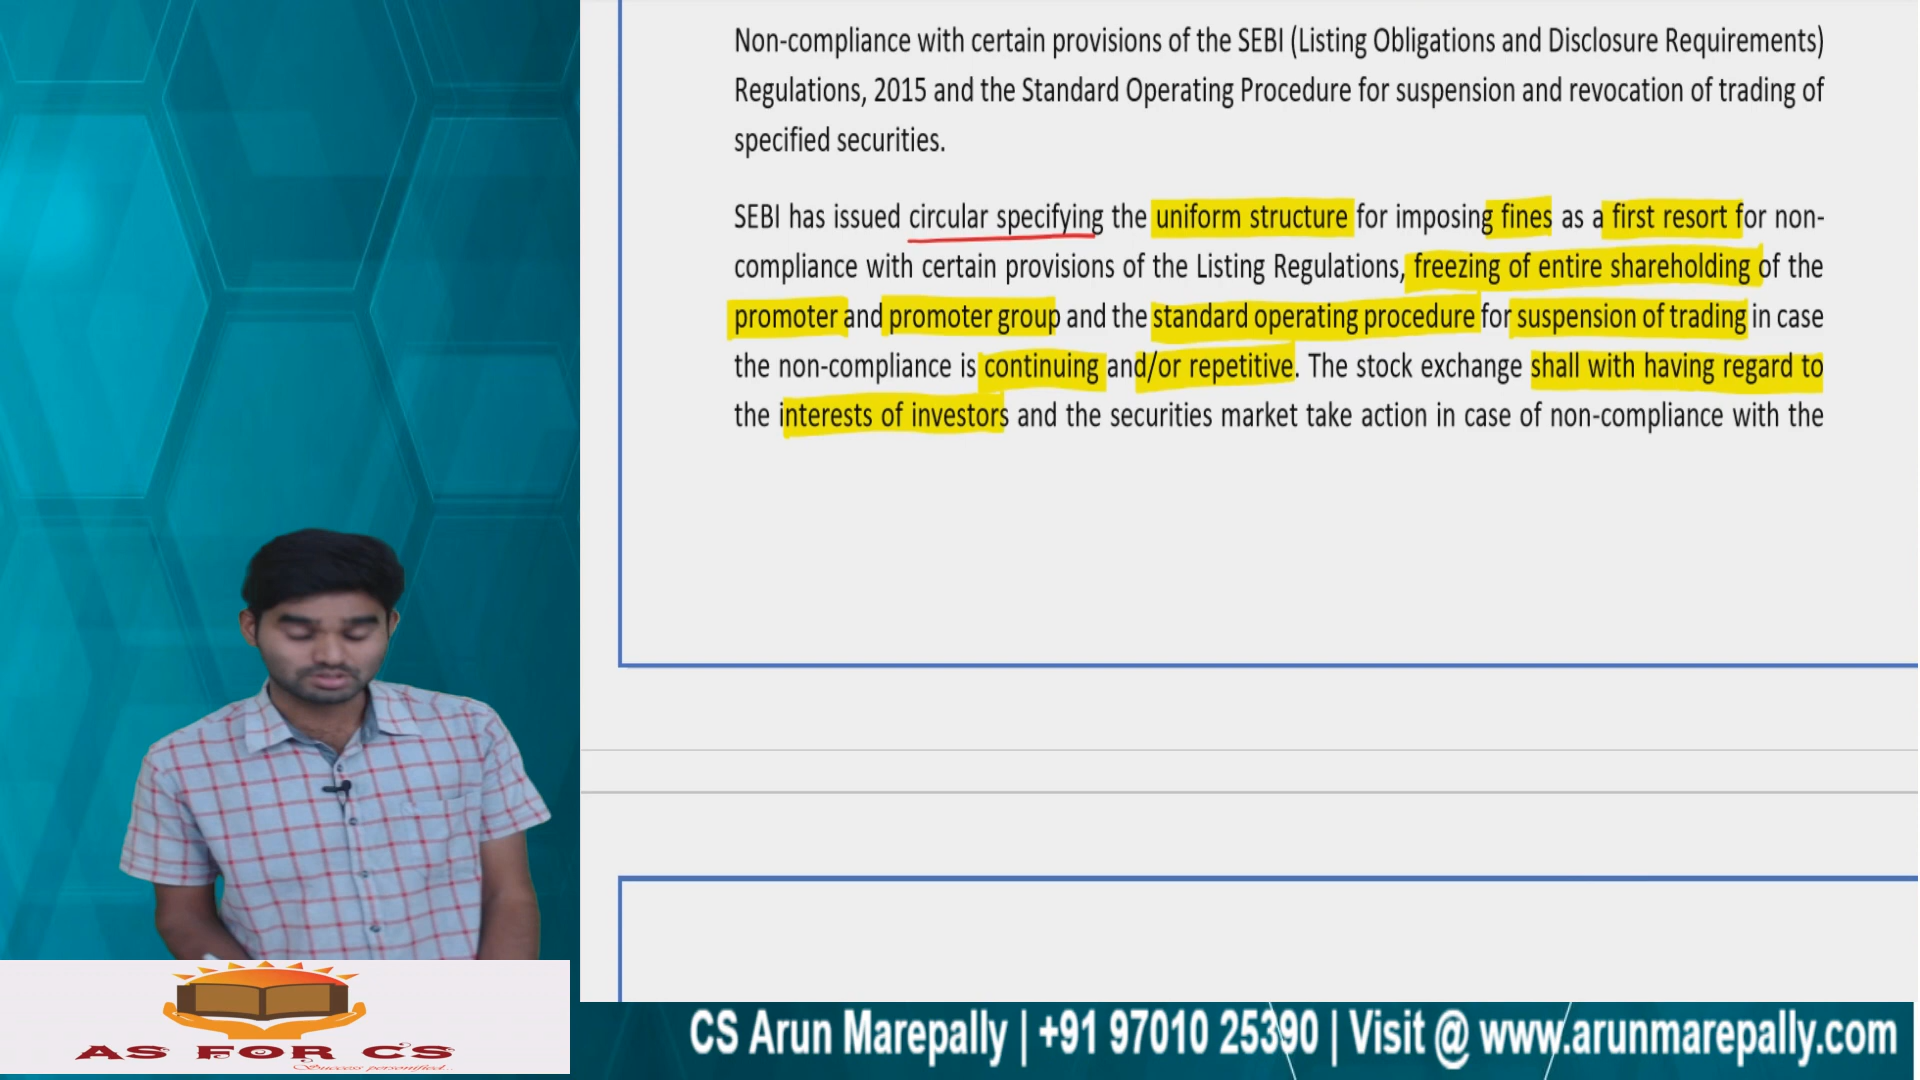 Non-compliance with certain provisions of the SEBI (Listing Obligations and Disclosure Requirements)
Regulations, 2015 and the Standard Operating Procedure for suspension and revocation of trading of
specified securities.
SEBI has issued circular specifying the uniform structure for imposing fines as a first resort for non-
compliance with certain provisions of the Listing Regulations, freezing of entire shareholding of the
promoter and promoter group and the standard operating procedure for suspension of trading in case
the non-compliance is continuing and/or repetitive. The stock exchange shall with having regard to
the interests of investors and the securities market take action in case of non-compliance with the
AS FOR CS
Success personified...
CS Arun Marepally | +91 97010 25390 | Visit @ www.arunmarepally.com